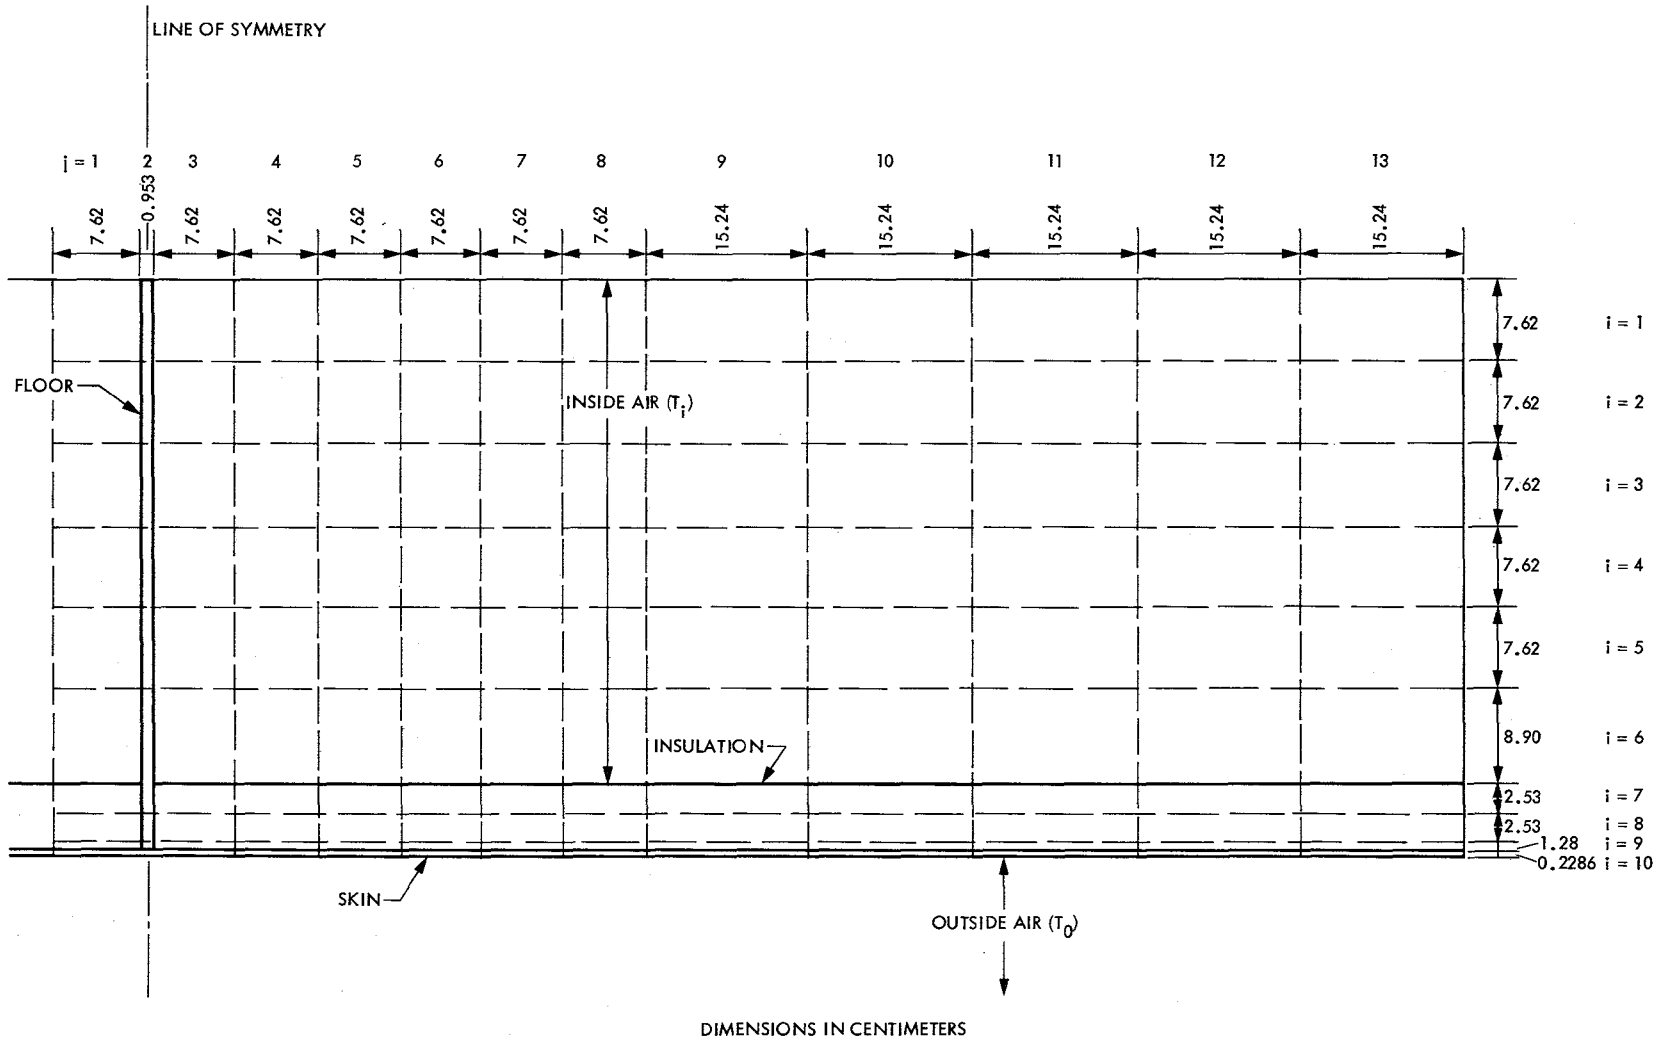 LINE OF SYMMETRY
j = 1 2 3 4 5 6 7 8 9 10 11 12 13
7.62 0.953 7.62 7.62 7.62 7.62 7.62 7.62 15.24 15.24 15.24 15.24 15.24
7.62 i = 1
FLOOR
INSIDE AIR (Ti)
7.62 i = 2
7.62 i = 3
7.62 i = 4
7.62 i = 5
INSULATION
8.90 i = 6
2.53 i = 7
2.53 i = 8
1.28 i = 9
0.2286 i = 10
SKIN
OUTSIDE AIR (T0)
DIMENSIONS IN CENTIMETERS